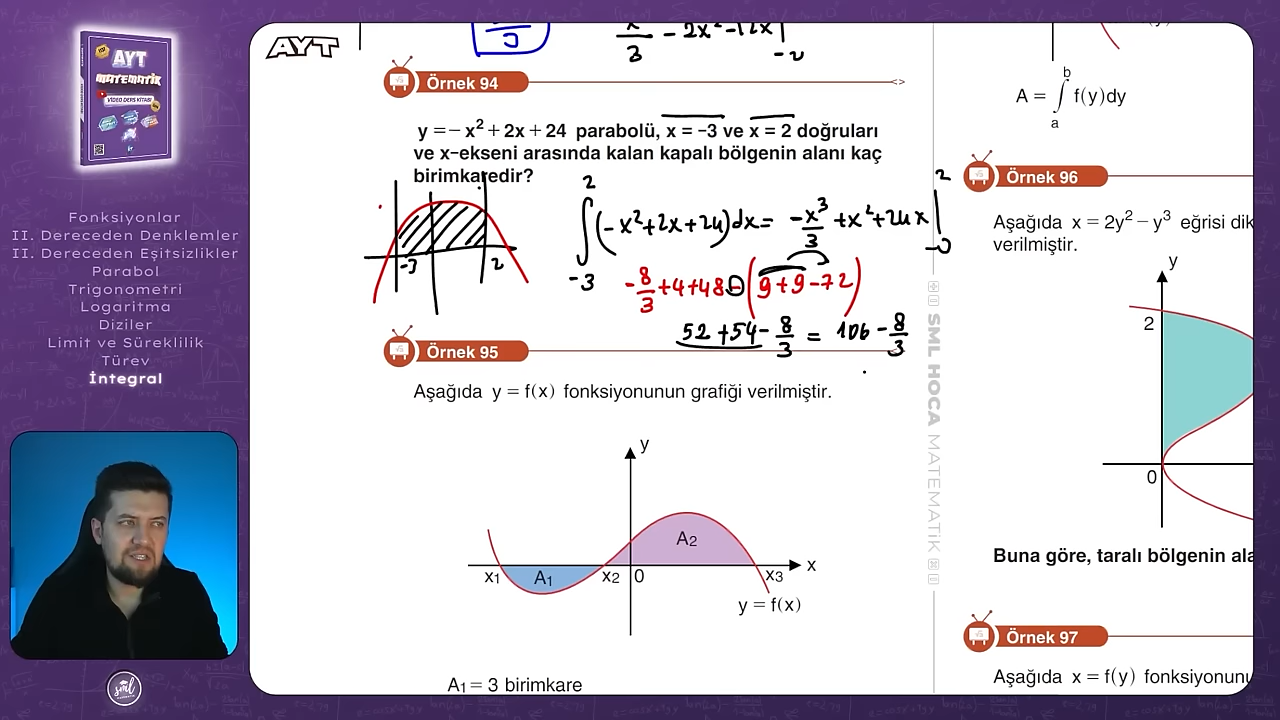 AYT
MATEMATİK
VİDEO DERS KİTABI
Fonksiyonlar
II. Dereceden Denklemler
II. Dereceden Eşitsizlikler
Parabol
Trigonometri
Logaritma
Diziler
Limit ve Süreklilik
Türev
İntegral
sml
AYT
x/3 - 2x² - 12x |
-2
Örnek 94
y = – x² + 2x + 24 parabolü, x = –3 ve x = 2 doğruları
ve x–ekseni arasında kalan kapalı bölgenin alanı kaç
birimkaredir?
-3 2
∫ 2 -3 (-x²+2x+24)dx = -x³/3 + x² + 24x | 2 -3
-8/3 + 4 + 48 - (9 + 9 - 72)
52 + 54 - 8/3 = 106 - 8/3
Örnek 95
Aşağıda y = f(x) fonksiyonunun grafiği verilmiştir.
y
A2
x
x1 A1 x2 0 x3
y = f(x)
A1 = 3 birimkare
SML HOCA MATEMATİK
A = ∫ b a f(y)dy
Örnek 96
Aşağıda x = 2y² – y³ eğrisi dik
verilmiştir.
y
2
0
Buna göre, taralı bölgenin ala
Örnek 97
Aşağıda x = f(y) fonksiyonunu